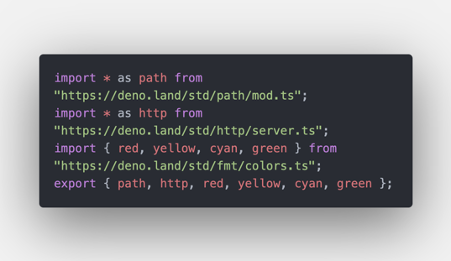 import * as path from
"https://deno.land/std/path/mod.ts";
import * as http from
"https://deno.land/std/http/server.ts";
import { red, yellow, cyan, green } from
"https://deno.land/std/fmt/colors.ts";
export { path, http, red, yellow, cyan, green };